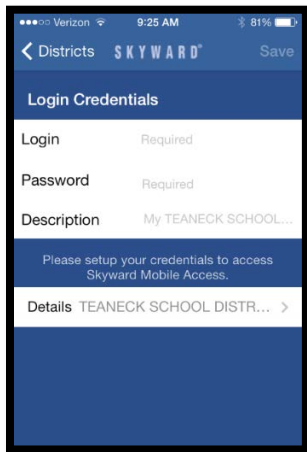 Verizon 9:25 AM 81%
Districts SKYWARD® Save
Login Credentials
Login Required
Password Required
Description My TEANECK SCHOOL...
Please setup your credentials to access
Skyward Mobile Access.
Details TEANECK SCHOOL DISTR... >